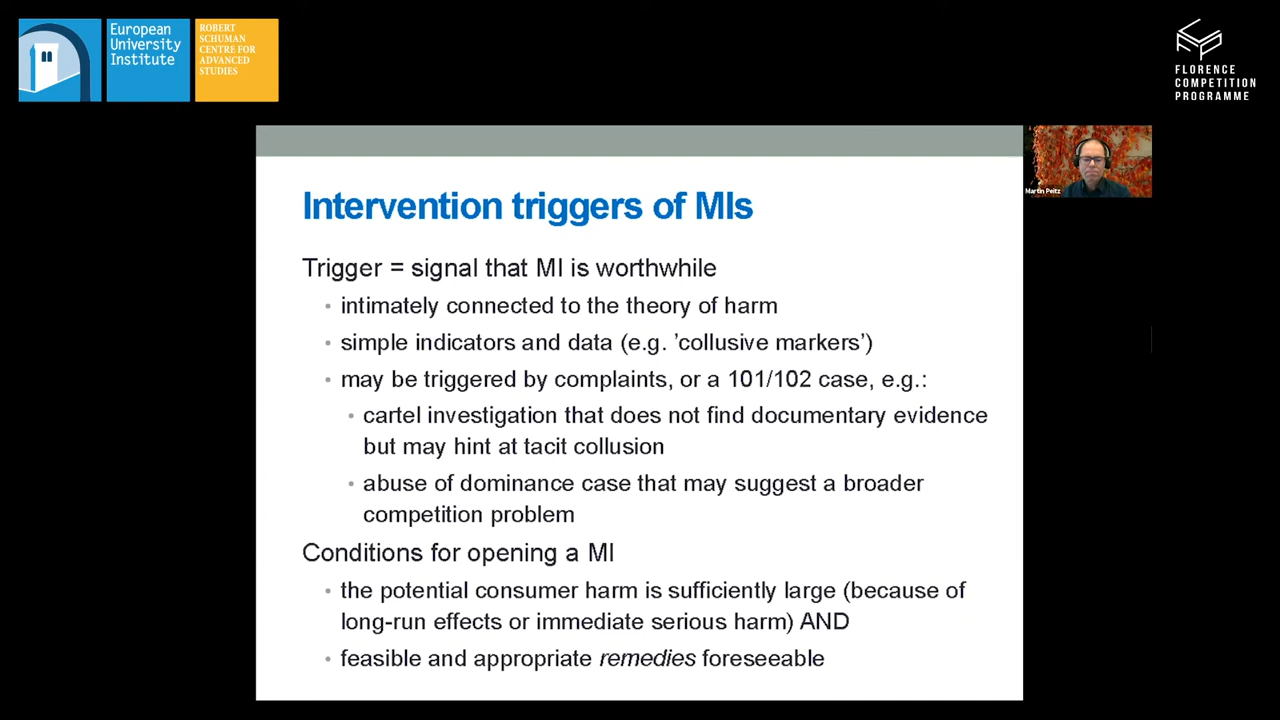 European
University
Institute
ROBERT
SCHUMAN
CENTRE FOR
ADVANCED
STUDIES
FLORENCE
COMPETITION
PROGRAMME
Martin Peitz
Intervention triggers of MIs
Trigger = signal that MI is worthwhile
• intimately connected to the theory of harm
• simple indicators and data (e.g. 'collusive markers')
• may be triggered by complaints, or a 101/102 case, e.g.:
• cartel investigation that does not find documentary evidence
but may hint at tacit collusion
• abuse of dominance case that may suggest a broader
competition problem
Conditions for opening a MI
• the potential consumer harm is sufficiently large (because of
long-run effects or immediate serious harm) AND
• feasible and appropriate remedies foreseeable